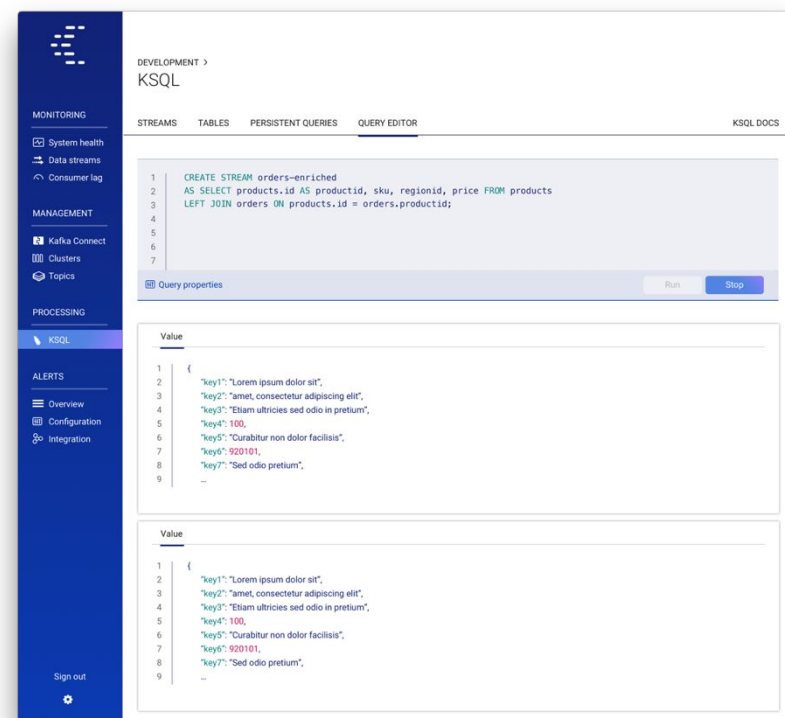 DEVELOPMENT >
KSQL
MONITORING
System health
Data streams
Consumer lag
MANAGEMENT
Kafka Connect
Clusters
Topics
PROCESSING
KSQL
ALERTS
Overview
Configuration
Integration
Sign out
STREAMS TABLES PERSISTENT QUERIES QUERY EDITOR KSQL DOCS
1 CREATE STREAM orders-enriched
2 AS SELECT products.id AS productid, sku, regionid, price FROM products
3 LEFT JOIN orders ON products.id = orders.productid;
4
5
6
7
Query properties Run Stop
Value
1 {
2 "key1": "Lorem ipsum dolor sit",
3 "key2": "amet, consectetur adipiscing elit",
4 "key3": "Etiam ultricies sed odio in pretium",
5 "key4": 100,
6 "key5": "Curabitur non dolor facilisis",
7 "key6": 920101,
8 "key7": "Sed odio pretium",
9 ...
Value
1 {
2 "key1": "Lorem ipsum dolor sit",
3 "key2": "amet, consectetur adipiscing elit",
4 "key3": "Etiam ultricies sed odio in pretium",
5 "key4": 100,
6 "key5": "Curabitur non dolor facilisis",
7 "key6": 920101,
8 "key7": "Sed odio pretium",
9 ...